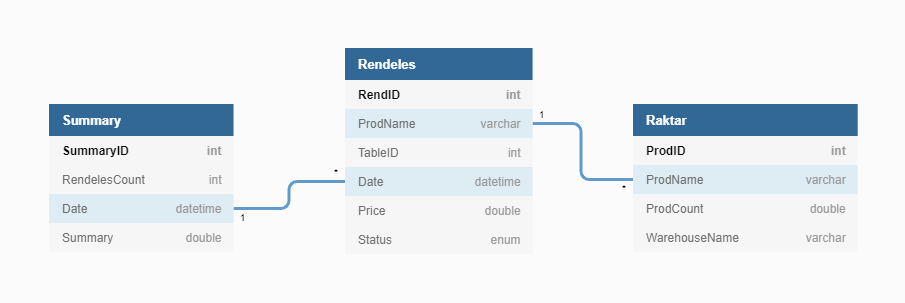 Summary
SummaryID int
RendelesCount int
Date datetime
Summary double
1
*
Rendeles
RendID int
ProdName varchar
TableID int
Date datetime
Price double
Status enum
1
*
Raktar
ProdID int
ProdName varchar
ProdCount double
WarehouseName varchar